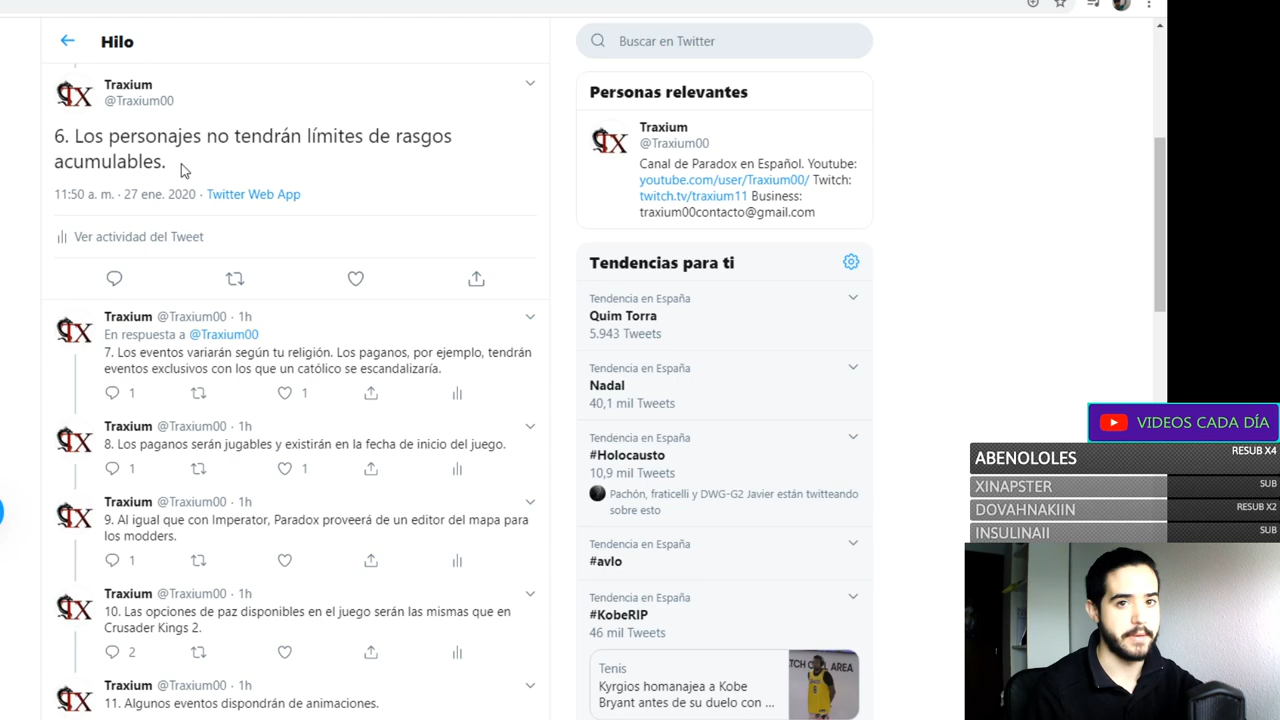 Hilo
Traxium
@Traxium00
6. Los personajes no tendrán límites de rasgos
acumulables.
11:50 a. m. · 27 ene. 2020 · Twitter Web App
Ver actividad del Tweet
Traxium @Traxium00 · 1h
En respuesta a @Traxium00
7. Los eventos variarán según tu religión. Los paganos, por ejemplo, tendrán
eventos exclusivos con los que un católico se escandalizaría.
1 1
Traxium @Traxium00 · 1h
8. Los paganos serán jugables y existirán en la fecha de inicio del juego.
1 1
Traxium @Traxium00 · 1h
9. Al igual que con Imperator, Paradox proveerá de un editor del mapa para
los modders.
1
Traxium @Traxium00 · 1h
10. Las opciones de paz disponibles en el juego serán las mismas que en
Crusader Kings 2.
2
Traxium @Traxium00 · 1h
11. Algunos eventos dispondrán de animaciones.
Buscar en Twitter
Personas relevantes
Traxium
@Traxium00
Canal de Paradox en Español. Youtube:
youtube.com/user/Traxium00/ Twitch:
twitch.tv/traxium11 Business:
traxium00contacto@gmail.com
Tendencias para ti
Tendencia en España
Quim Torra
5.943 Tweets
Tendencia en España
Nadal
40,1 mil Tweets
Tendencia en España
#Holocausto
10,9 mil Tweets
Pachón, fraticelli y DWG-G2 Javier están twitteando
sobre esto
Tendencia en España
#avlo
Tendencia en España
#KobeRIP
46 mil Tweets
Tenis
Kyrgios homanajea a Kobe
Bryant antes de su duelo con ...
TCH CAM AREA
8
VIDEOS CADA DÍA
ABENOLOLES RESUB X4
XINAPSTER SUB
DOVAHNAKIIN RESUB X2
INSULINAII SUB